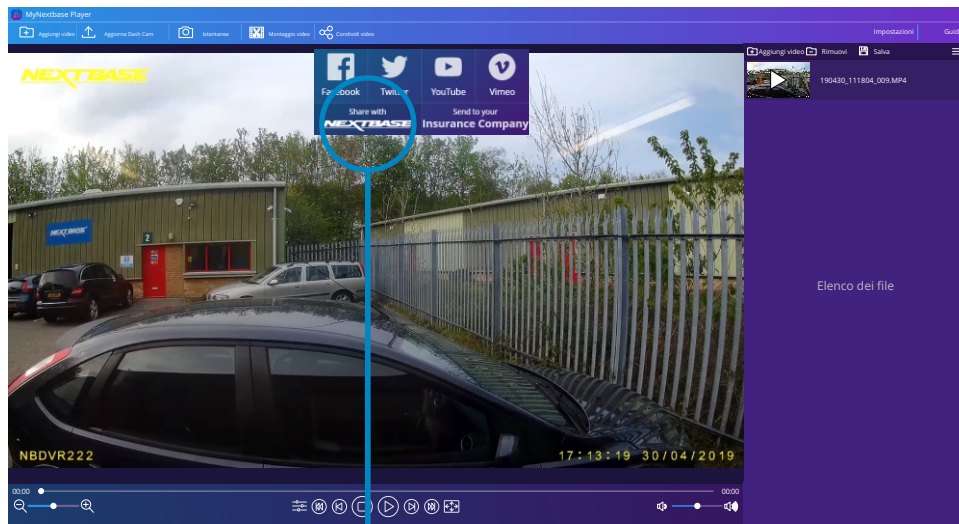 MyNextbase Player
Aggiungi video Aggiorna Dash Cam Istantanea Montaggio video Condividi video Impostazioni Guid
Aggiungi video Rimuovi Salva
NEXTBASE
Facebook Twitter YouTube Vimeo
Share with
NEXTBASE
Send to your
Insurance Company
190430_111804_009.MP4
NEXTBASE
2
Elenco dei file
NBDVR222
17:13:19 30/04/2019
00:00 00:00